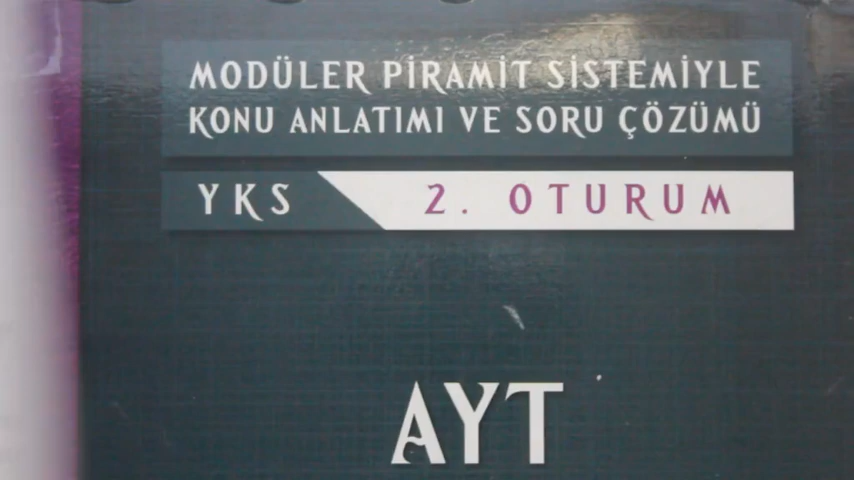 MODÜLER PİRAMİT SİSTEMİYLE
KONU ANLATIMI VE SORU ÇÖZÜMÜ
YKS 2. OTURUM
AYT